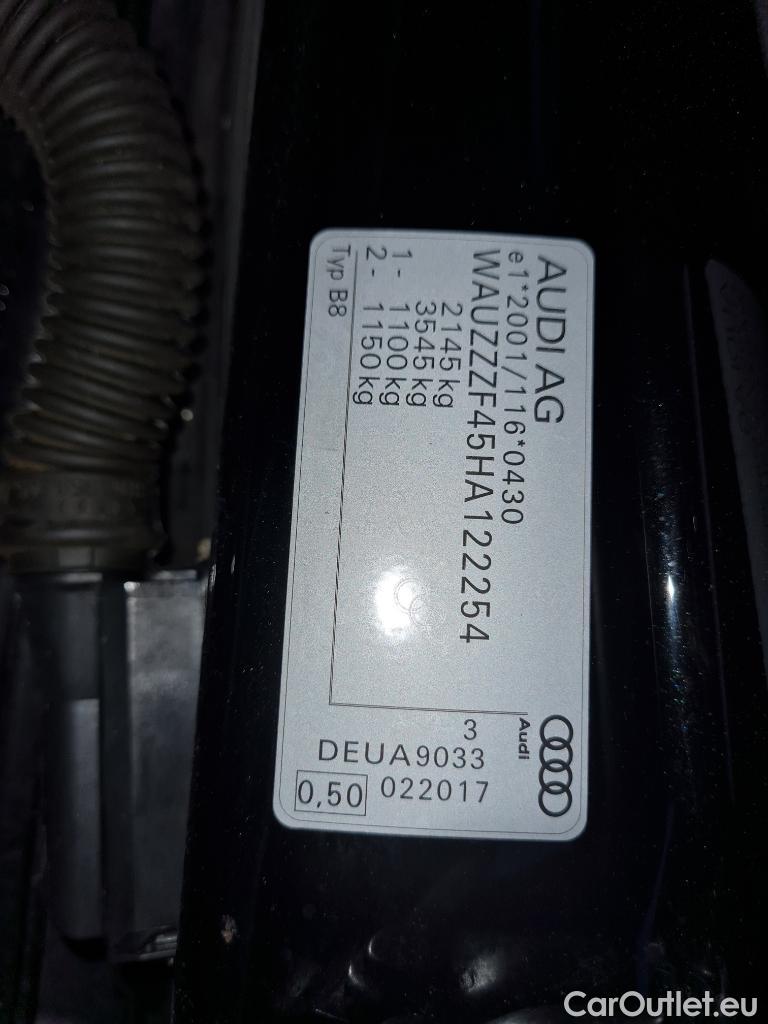 AUDI AG
e1*2001/116*0430
WAUZZZF45HA122254
2145 kg
3545 kg
1 - 1100 kg
2 - 1150 kg
Typ B8
Audi
3
DEUA9033
0,50 022017
CarOutlet.eu